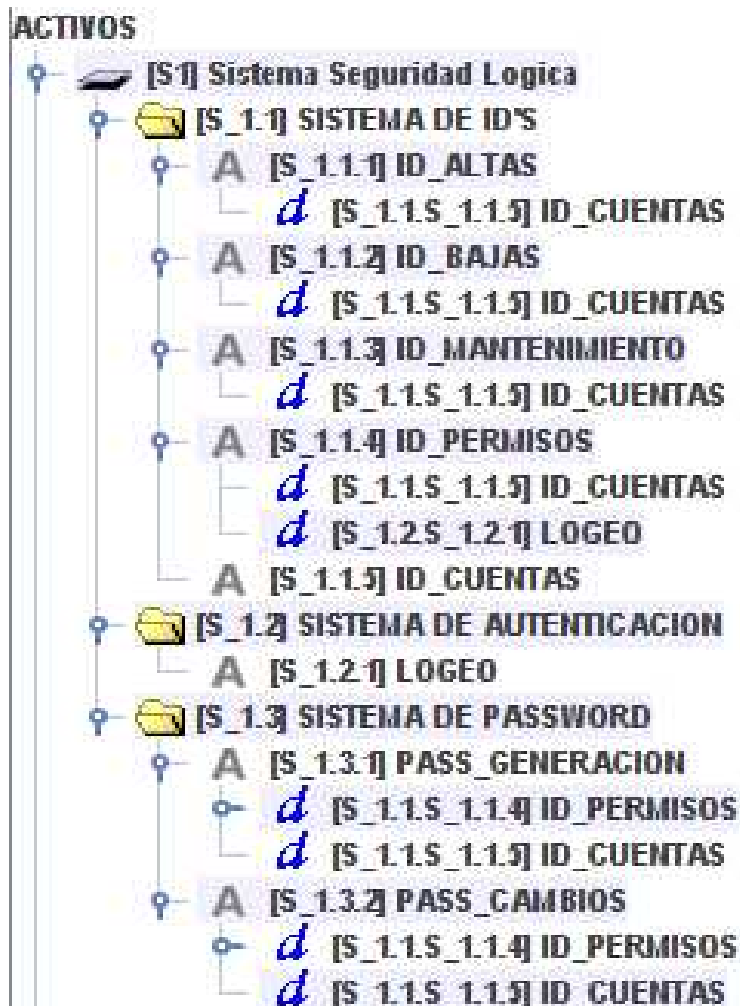 ACTIVOS
[S1] Sistema Seguridad Logica
[S_1.1] SISTEMA DE ID'S
A [S_1.1.1] ID_ALTAS
d [S_1.1.S_1.1.5] ID_CUENTAS
A [S_1.1.2] ID_BAJAS
d [S_1.1.S_1.1.5] ID_CUENTAS
A [S_1.1.3] ID_MANTENIMIENTO
d [S_1.1.S_1.1.5] ID_CUENTAS
A [S_1.1.4] ID_PERMISOS
d [S_1.1.S_1.1.5] ID_CUENTAS
d [S_1.2.S_1.2.1] LOGEO
A [S_1.1.5] ID_CUENTAS
[S_1.2] SISTEMA DE AUTENTICACION
A [S_1.2.1] LOGEO
[S_1.3] SISTEMA DE PASSWORD
A [S_1.3.1] PASS_GENERACION
d [S_1.1.S_1.1.4] ID_PERMISOS
d [S_1.1.S_1.1.5] ID_CUENTAS
A [S_1.3.2] PASS_CAMBIOS
d [S_1.1.S_1.1.4] ID_PERMISOS
d [S_1.1.S_1.1.5] ID_CUENTAS